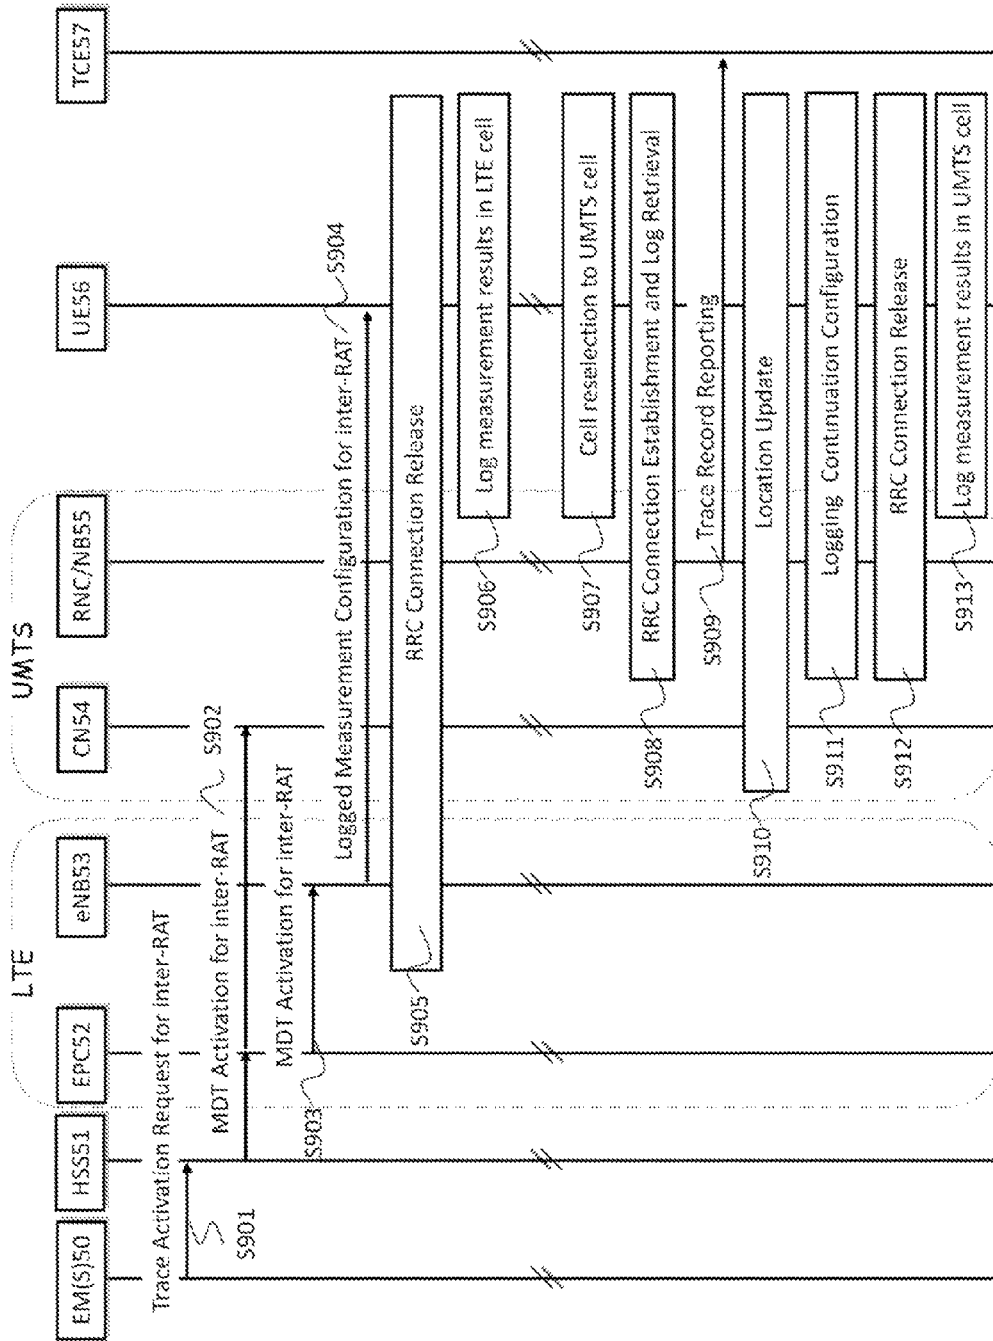 LTE
UMTS
EM(S)50
HSS51
EPC52
eNB53
CN54
RNC/NB55
UE56
TCE57
Trace Activation Request for inter-RAT
S901
MDT Activation for inter-RAT
S902
MDT Activation for inter-RAT
S903
Logged Measurement Configuration for inter-RAT
S904
RRC Connection Release
S905
Log measurement results in LTE cell
S906
Cell reselection to UMTS cell
S907
RRC Connection Establishment and Log Retrieval
S908
Trace Record Reporting
S909
Location Update
S910
Logging Continuation Configuration
S911
RRC Connection Release
S912
Log measurement results in UMTS cell
S913